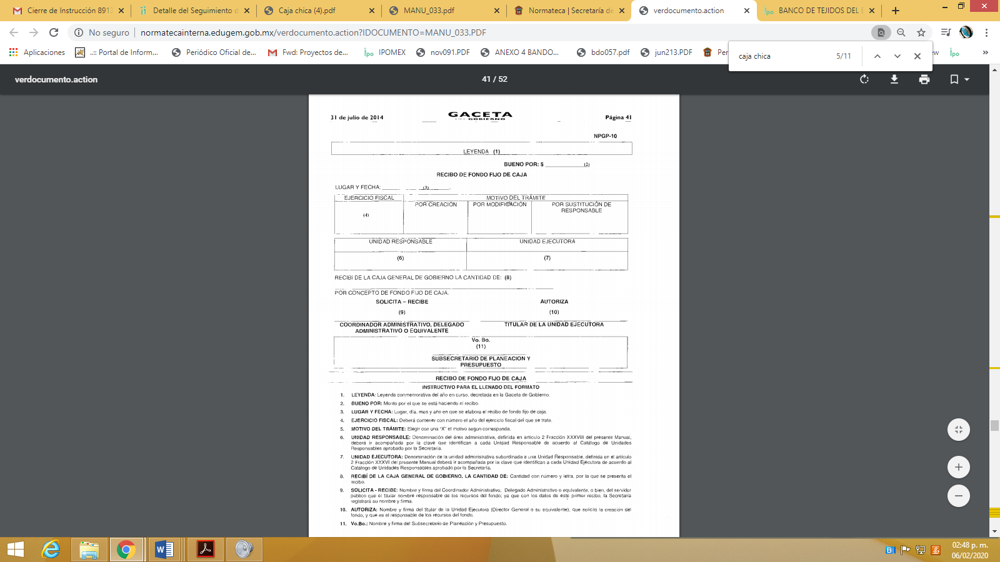 Cierre de Instrucción 8913
Detalle del Seguimiento d
Caja chica (4).pdf
MANU_033.pdf
Normateca | Secretaría de
verdocumento.action
BANCO DE TEJIDOS DEL E
No seguro
normatecainterna.edugem.gob.mx/verdocumento.action?IDOCUMENTO=MANU_033.PDF
Aplicaciones
..:: Portal de Inform...
Periódico Oficial de...
Fwd: Proyectos de...
IPOMEX
nov091.PDF
ANEXO 4 BANDO...
bdo057.pdf
jun213.PDF
caja chica
5/11
verdocumento.action
41 / 52
31 de julio de 2014
GACETA
DEL GOBIERNO
Página 41
NPGP-10
LEYENDA (1)
BUENO POR: $ (2)
RECIBO DE FONDO FIJO DE CAJA
LUGAR Y FECHA: (3)
EJERCICIO FISCAL
MOTIVO DEL TRÁMITE
POR CREACIÓN
POR MODIFICACIÓN
POR SUSTITUCIÓN DE
RESPONSABLE
(4)
UNIDAD RESPONSABLE
UNIDAD EJECUTORA
(6)
(7)
RECIBÍ DE LA CAJA GENERAL DE GOBIERNO LA CANTIDAD DE: (8)
POR CONCEPTO DE FONDO FIJO DE CAJA.
SOLICITA – RECIBE
AUTORIZA
(9)
(10)
COORDINADOR ADMINISTRATIVO, DELEGADO
ADMINISTRATIVO O EQUIVALENTE
TITULAR DE LA UNIDAD EJECUTORA
Vo. Bo.
(11)
SUBSECRETARIO DE PLANEACION Y
PRESUPUESTO
RECIBO DE FONDO FIJO DE CAJA
INSTRUCTIVO PARA EL LLENADO DEL FORMATO
1. LEYENDA: Leyenda conmemorativa del año en curso, decretada en la Gaceta de Gobierno.
2. BUENO POR: Monto por el que se está haciendo el recibo.
3. LUGAR Y FECHA: Lugar, día, mes y año en que se elabora el recibo de fondo fijo de caja.
4. EJERCICIO FISCAL: Deberá contener con número el año del ejercicio fiscal del que se trata.
5. MOTIVO DEL TRÁMITE: Elegir con una "X" el motivo según corresponda.
6. UNIDAD RESPONSABLE: Denominación del área administrativa, definida en artículo 2 Fracción XXXVIII del presente Manual,
deberá ir acompañada por la clave que identifican a cada Unidad Responsable de acuerdo al Catálogo de Unidades
Responsables aprobado por la Secretaría.
7. UNIDAD EJECUTORA: Denominación de la unidad administrativa subordinada a una Unidad Responsable, definida en el artículo
2 Fracción XXXVI del presente Manual deberá ir acompañada por la clave que identifican a cada Unidad Ejecutora de acuerdo al
Catálogo de Unidades Responsables aprobado por la Secretaría.
8. RECIBÍ DE LA CAJA GENERAL DE GOBIERNO, LA CANTIDAD DE: Cantidad con número y letra, por la que se presenta el
recibo.
9. SOLICITA - RECIBE: Nombre y firma del Coordinador Administrativo, Delegado Administrativo o equivalente, o bien, del servidor
público que el titular nombre responsable de los recursos del fondo; ya que con los datos de este primer recibo, la Secretaría
registrará su nombre y firma.
10. AUTORIZA: Nombre y firma del titular de la Unidad Ejecutora (Director General o su equivalente), que solicitó la creación del
fondo, y que es el responsable de los recursos del fondo.
11. Vo.Bo.: Nombre y firma del Subsecretario de Planeación y Presupuesto.
02:48 p. m.
06/02/2020